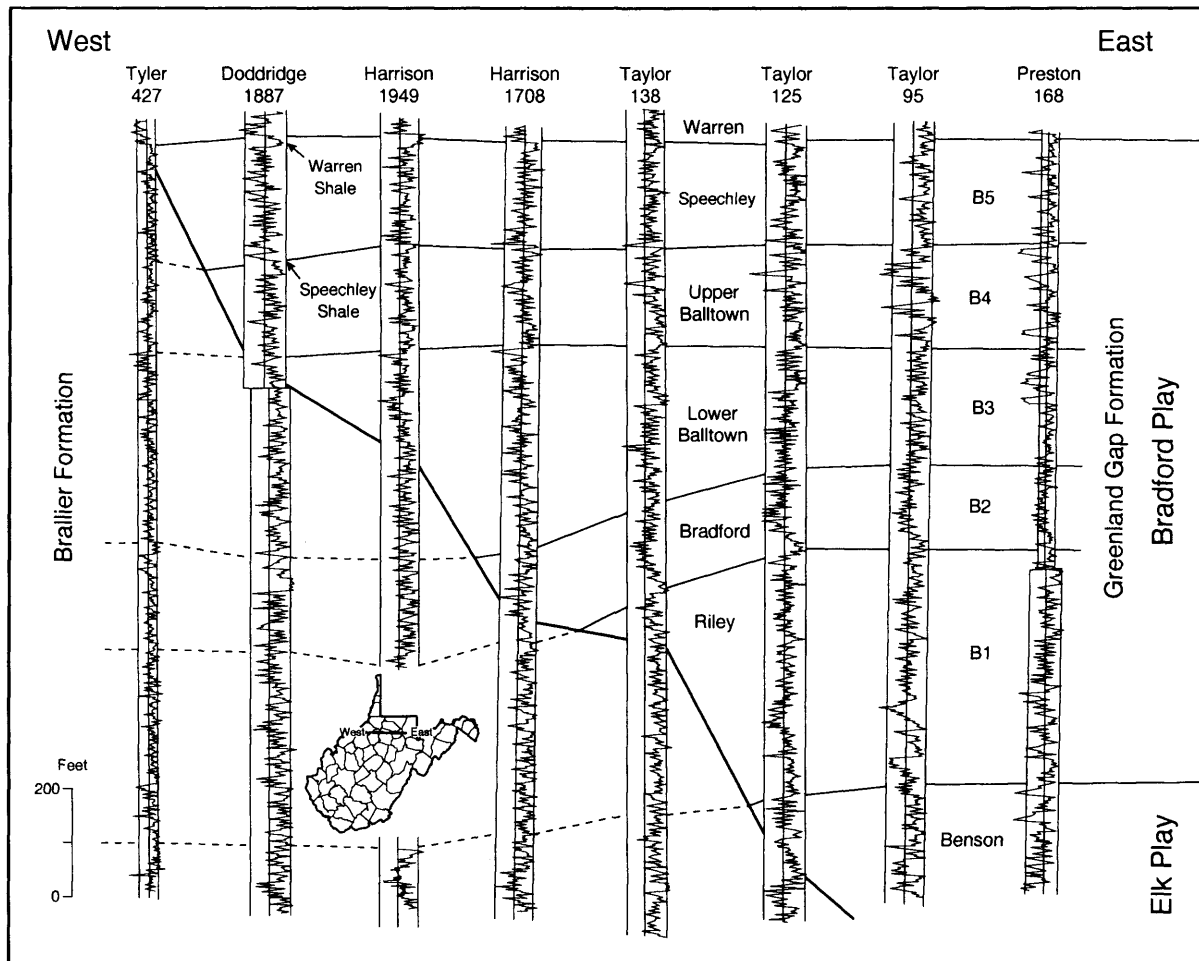 West
East
Tyler
427
Doddridge
1887
Harrison
1949
Harrison
1708
Taylor
138
Taylor
125
Taylor
95
Preston
168
Warren
Warren
Shale
Speechley
B5
Speechley
Shale
Upper
Balltown
B4
Lower
Balltown
B3
Bradford
B2
Riley
B1
Benson
Brallier Formation
Greenland Gap Formation
Bradford Play
Elk Play
West
East
Feet
200
0